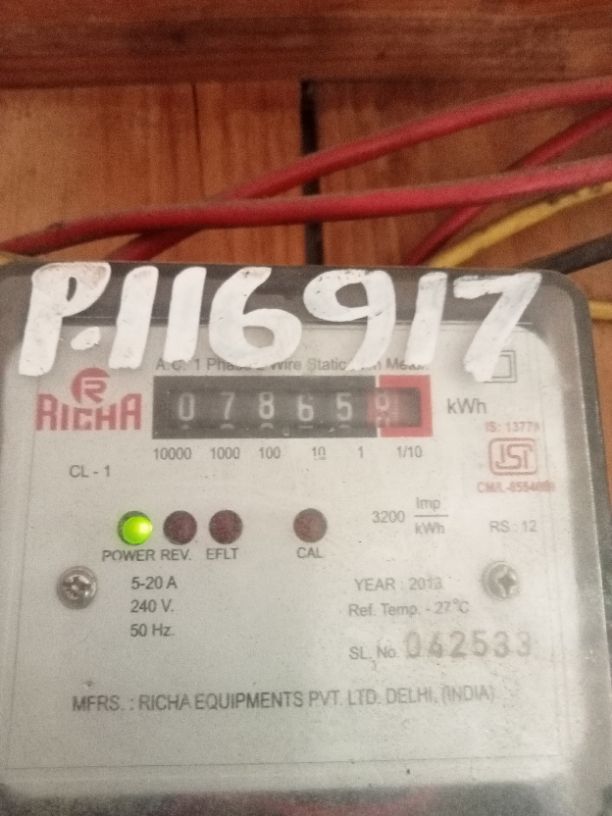 P.116917
A.C. 1 Phase 2 Wire Static
R
RICHA
07865
kWh
10000 1000 100 10 1 1/10
IS: 13779
ISI
CL - 1
3200 Imp/kWh
RS : 12
POWER REV. EFLT CAL
5-20 A
240 V.
50 Hz.
YEAR : 2013
Ref. Temp. - 27°C
SL. No. 042533
MFRS. : RICHA EQUIPMENTS PVT. LTD. DELHI, (INDIA)